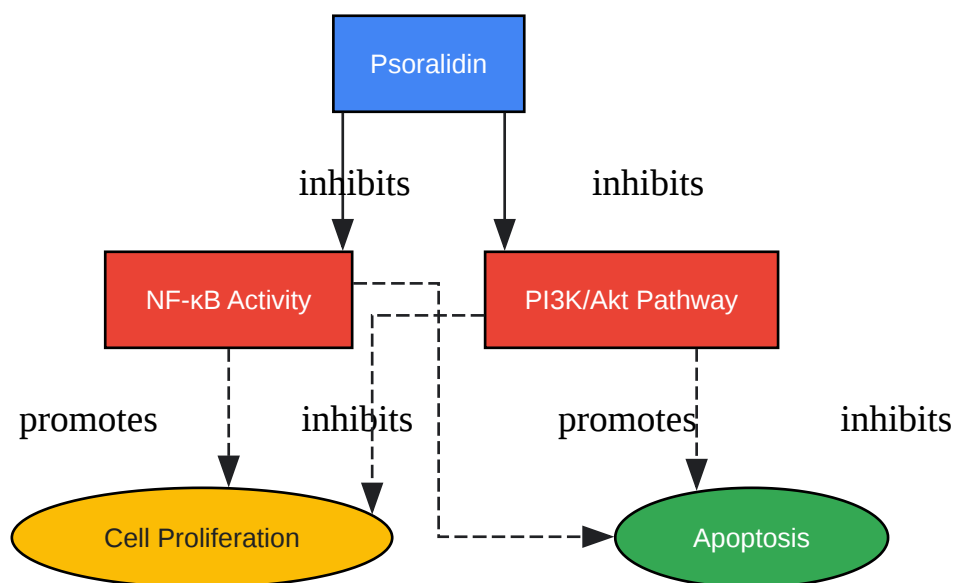 Psoralidin
inhibits
inhibits
NF-κB Activity
PI3K/Akt Pathway
promotes
inhibits
promotes
inhibits
Cell Proliferation
Apoptosis